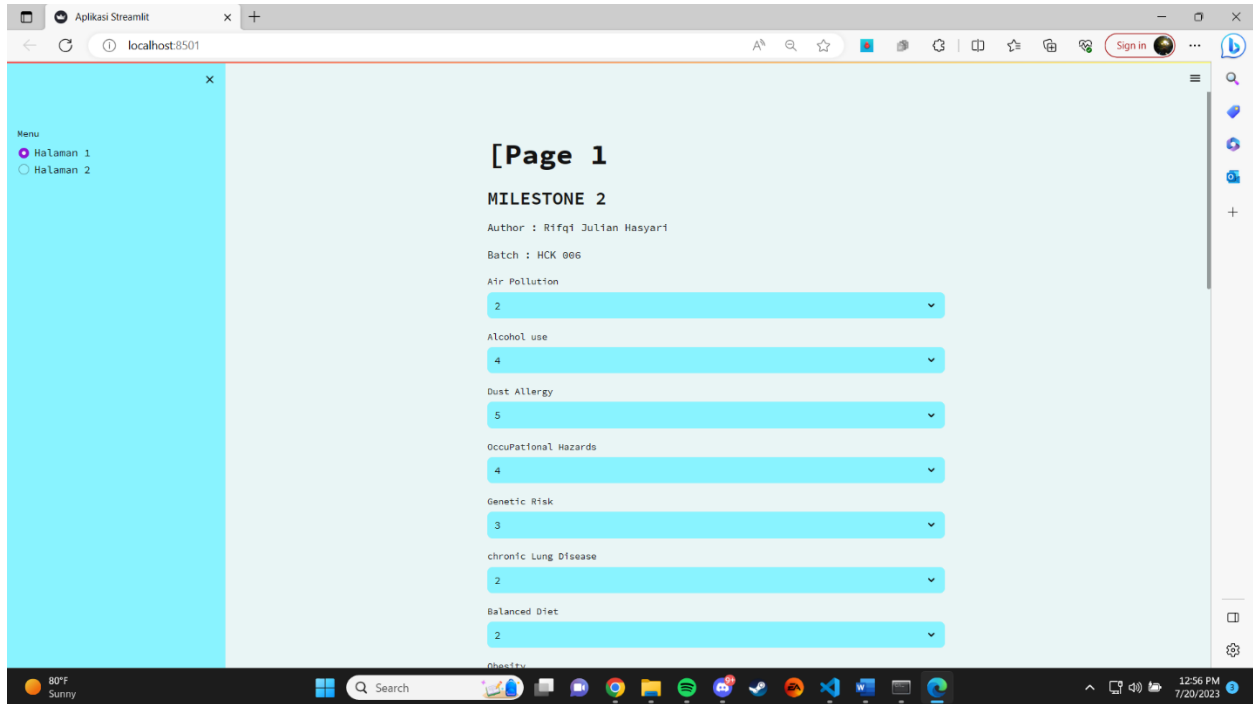 Aplikasi Streamlit
localhost:8501
Sign in
Menu
Halaman 1
Halaman 2
[Page 1
MILESTONE 2
Author : Rifqi Julian Hasyari
Batch : HCK 006
Air Pollution
2
Alcohol use
4
Dust Allergy
5
OccuPational Hazards
4
Genetic Risk
3
chronic Lung Disease
2
Balanced Diet
2
Obesity
80°F
Sunny
Search
12:56 PM
7/20/2023